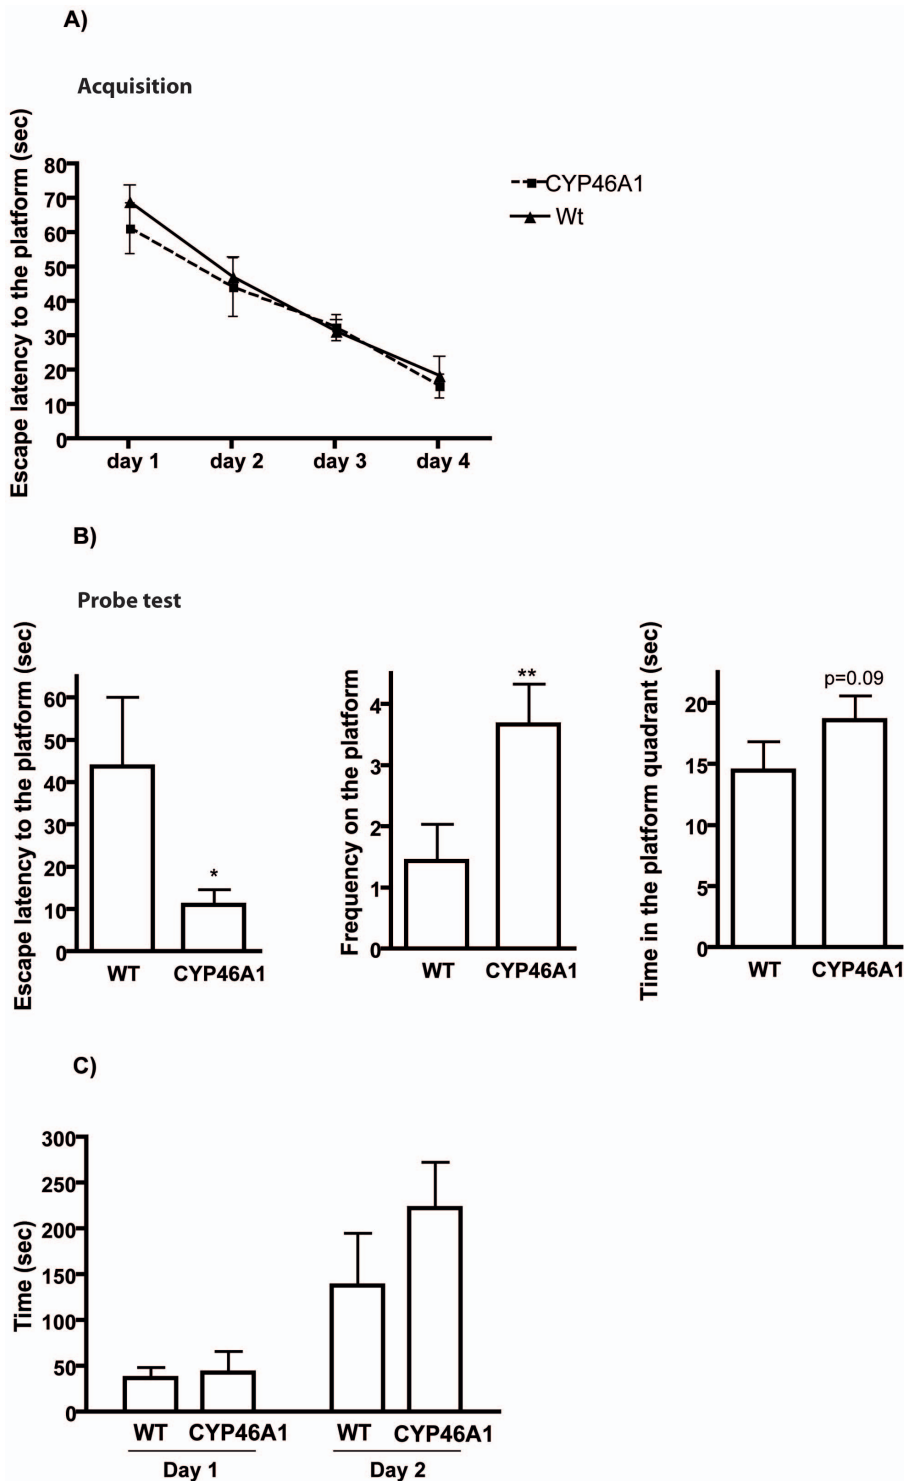 A)
Acquisition
Escape latency to the platform (sec)
80
70
60
50
40
30
20
10
0
day 1 day 2 day 3 day 4
CYP46A1
Wt
B)
Probe test
Escape latency to the platform (sec)
60
50
40
30
20
10
0
*
WT CYP46A1
Frequency on the platform
4
3
2
1
0
**
WT CYP46A1
Time in the platform quadrant (sec)
20
15
10
5
0
p=0.09
WT CYP46A1
C)
Time (sec)
300
250
200
150
100
50
0
WT CYP46A1 WT CYP46A1
Day 1 Day 2